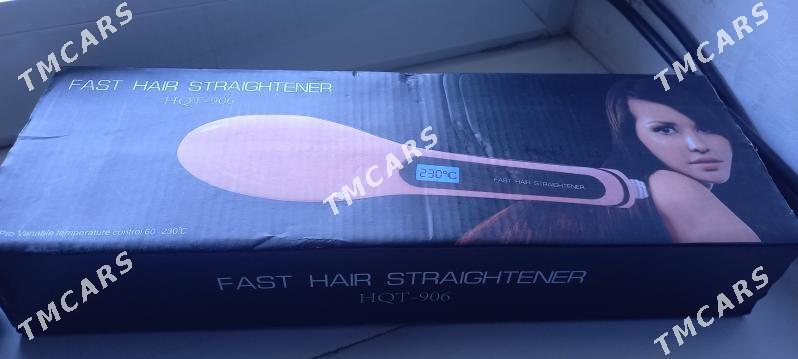 TMCARS
TMCARS
FAST HAIR STRAIGHTENER
HQT-906
TMCARS
230°C
FAST HAIR STRAIGHTENER
Pro Variable temperature control 60-230°C
FAST HAIR STRAIGHTENER
HQT-906
TMCARS
TMCARS